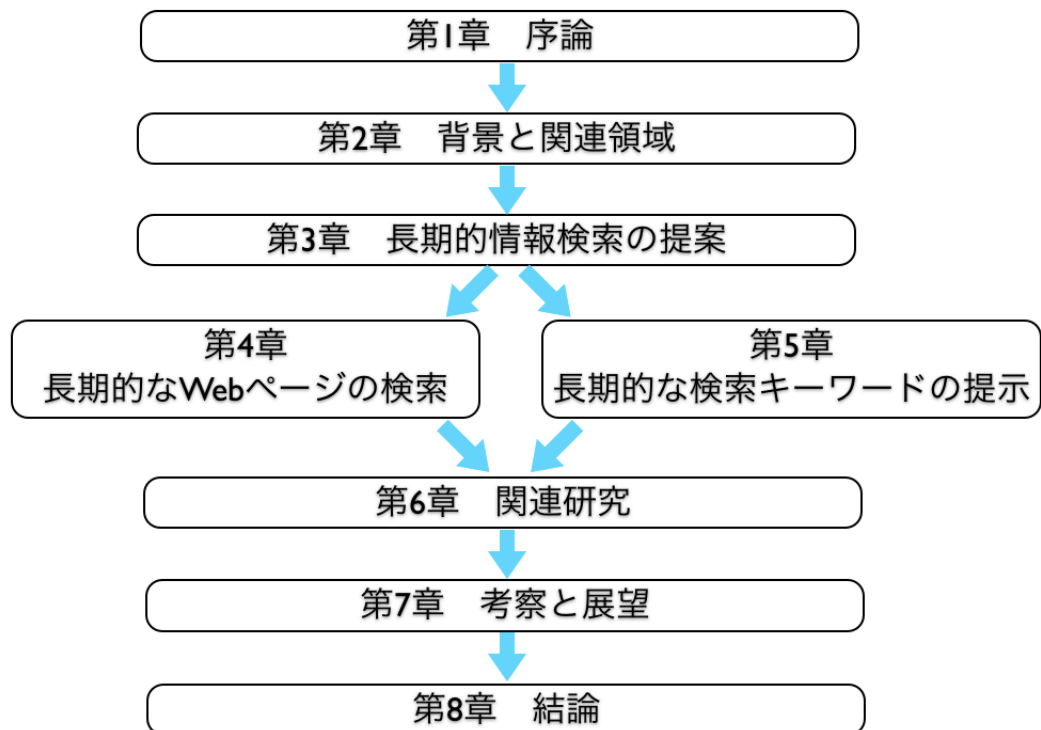 第1章　序論
第2章　背景と関連領域
第3章　長期的情報検索の提案
第4章
長期的なWebページの検索
第5章
長期的な検索キーワードの提示
第6章　関連研究
第7章　考察と展望
第8章　結論